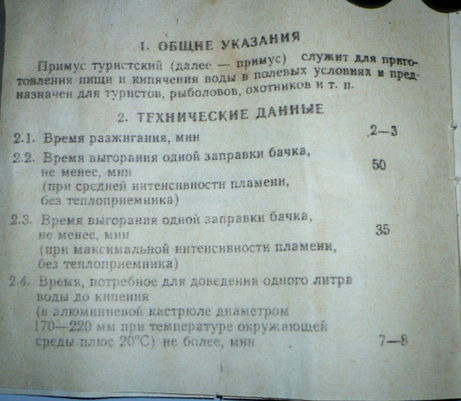 1. ОБЩИЕ УКАЗАНИЯ
Примус туристский (далее — примус) служит для приго-
товления пищи и кипячения воды в полевых условиях и пред-
назначен для туристов, рыболовов, охотников и т. п.
2. ТЕХНИЧЕСКИЕ ДАННЫЕ
2.1. Время разжигания, мин 2—3
2.2. Время выгорания одной заправки бачка,
не менее, мин 50
(при средней интенсивности пламени,
без теплоприемника)
2.3. Время выгорания одной заправки бачка,
не менее, мин 35
(при максимальной интенсивности пламени,
без теплоприемника)
2.4. Время, потребное для доведения одного литра
воды до кипения
(в алюминиевой кастрюле диаметром
170—220 мм при температуре окружающей
среды плюс 20°С) не более, мин 7—8